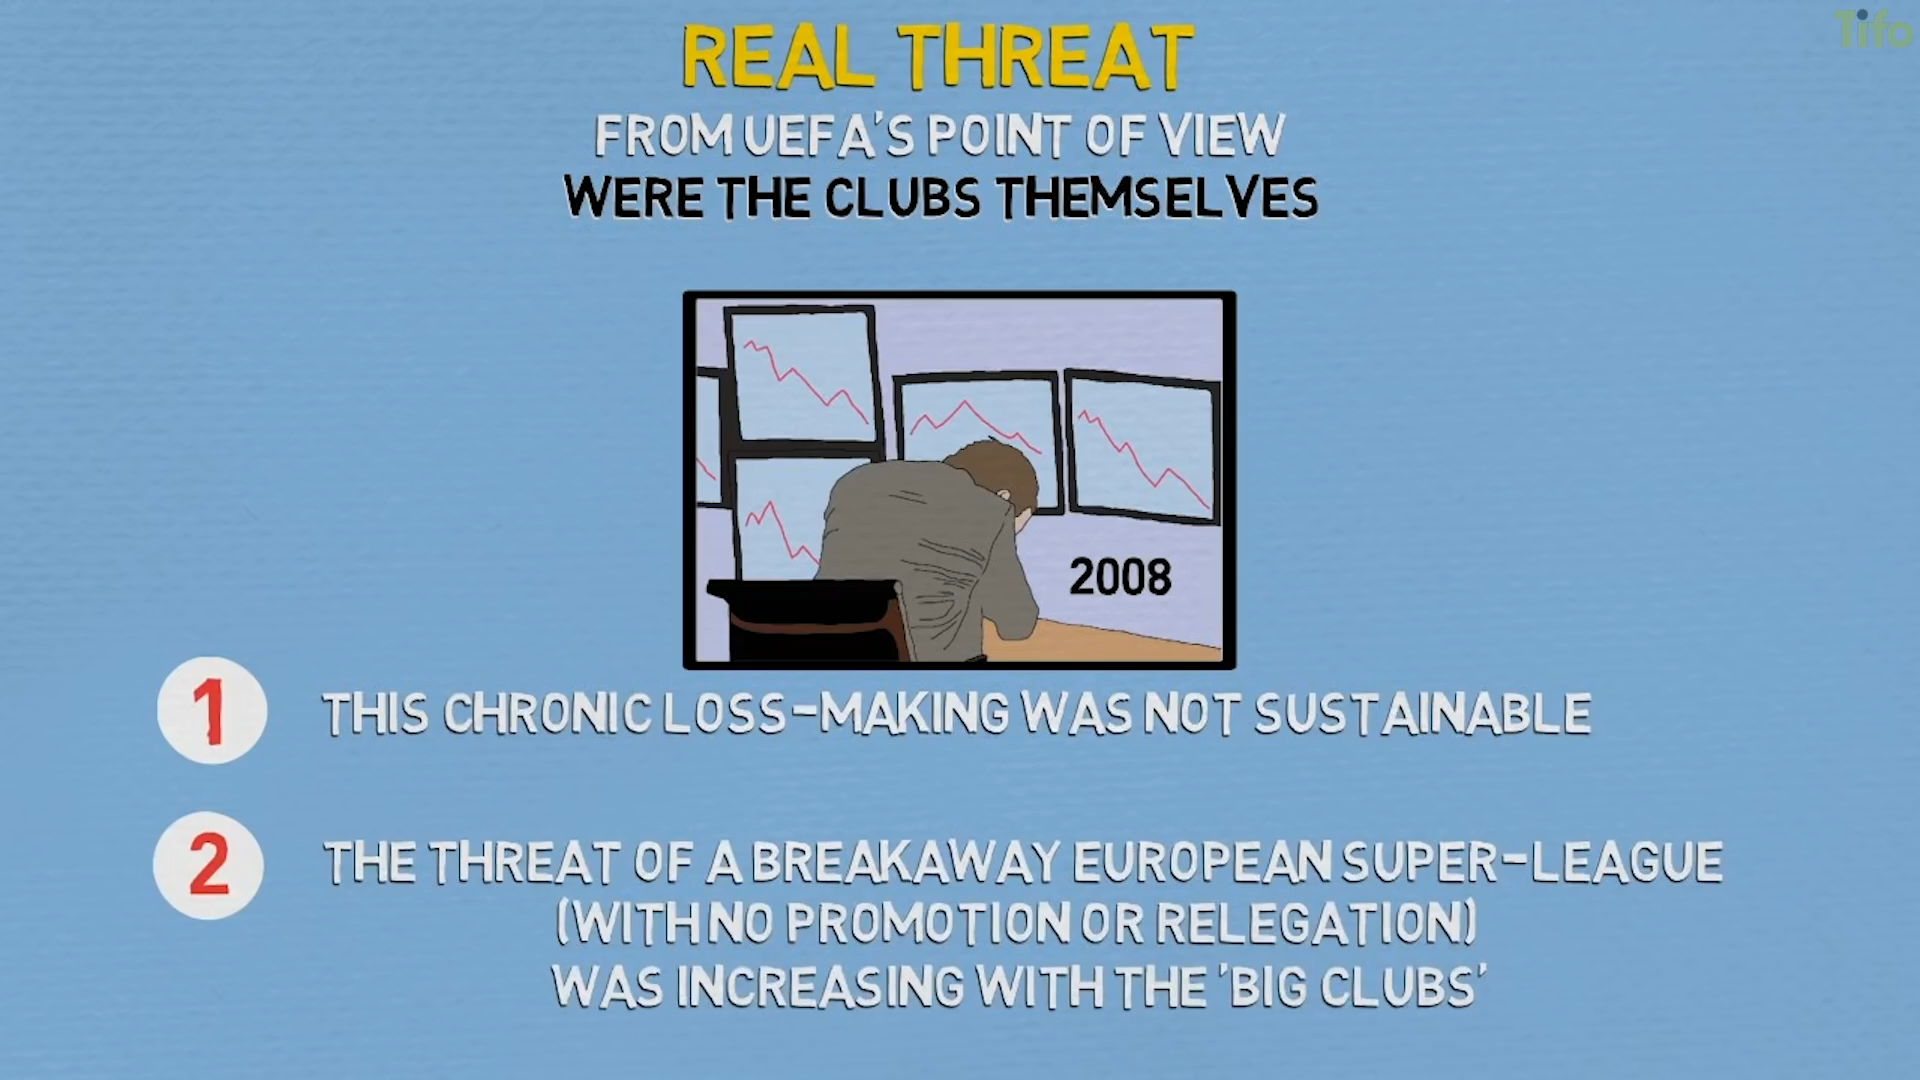 Tifo
REAL THREAT
FROM UEFA'S POINT OF VIEW
WERE THE CLUBS THEMSELVES
2008
1 THIS CHRONIC LOSS-MAKING WAS NOT SUSTAINABLE
2 THE THREAT OF A BREAKAWAY EUROPEAN SUPER-LEAGUE
(WITH NO PROMOTION OR RELEGATION)
WAS INCREASING WITH THE 'BIG CLUBS'